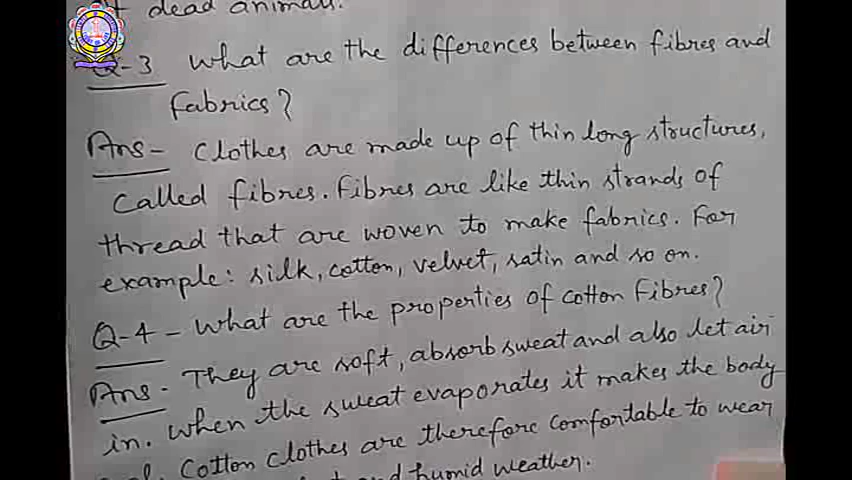 dead animals.
Q-3 What are the differences between fibres and
fabrics?
Ans- Clothes are made up of thin long structures,
called fibres. Fibres are like thin strands of
thread that are woven to make fabrics. For
example: silk, cotton, velvet, satin and so on.
Q-4 - What are the properties of cotton fibres?
Ans- They are soft, absorb sweat and also let air
in. When the sweat evaporates it makes the body
Cotton clothes are therefore comfortable to wear
and humid weather.